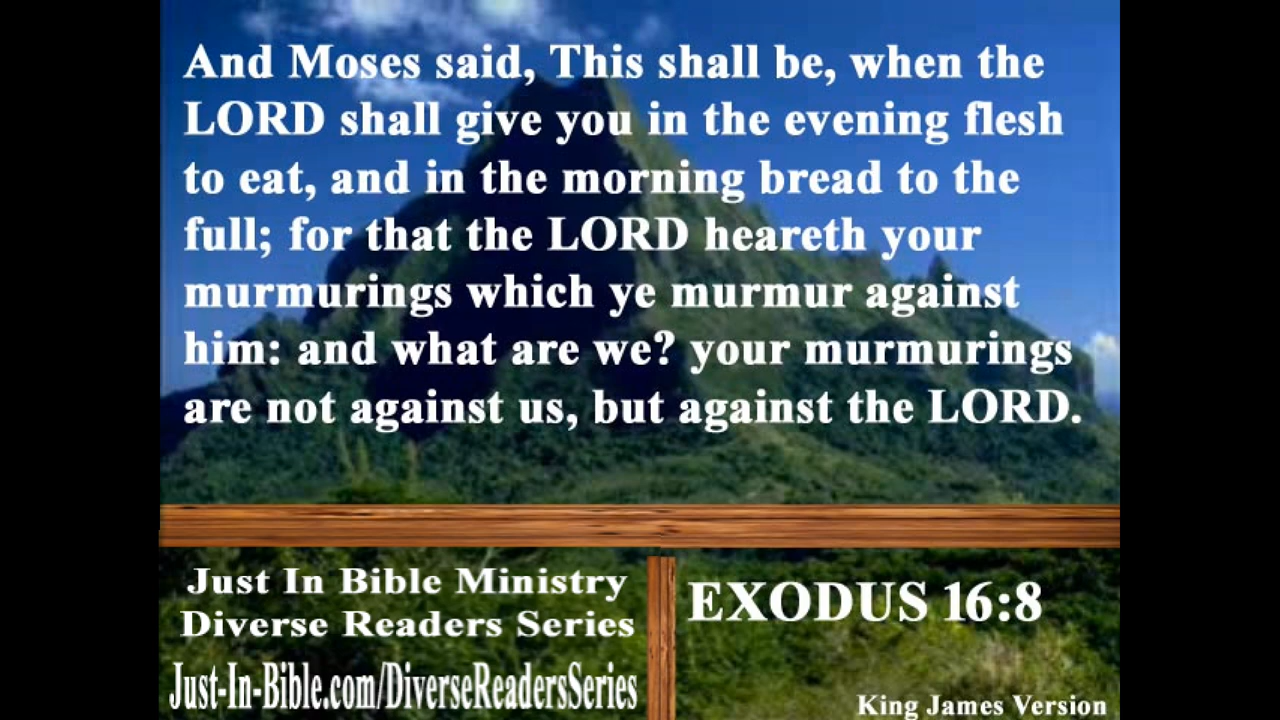 And Moses said, This shall be, when the
LORD shall give you in the evening flesh
to eat, and in the morning bread to the
full; for that the LORD heareth your
murmurings which ye murmur against
him: and what are we? your murmurings
are not against us, but against the LORD.
Just In Bible Ministry
Diverse Readers Series
Just-In-Bible.com/DiverseReadersSeries
EXODUS 16:8
King James Version